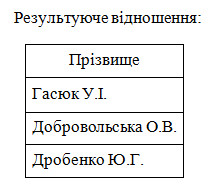 Результуюче відношення:
Прізвище
Гасюк У.І.
Добровольська О.В.
Дробенко Ю.Г.